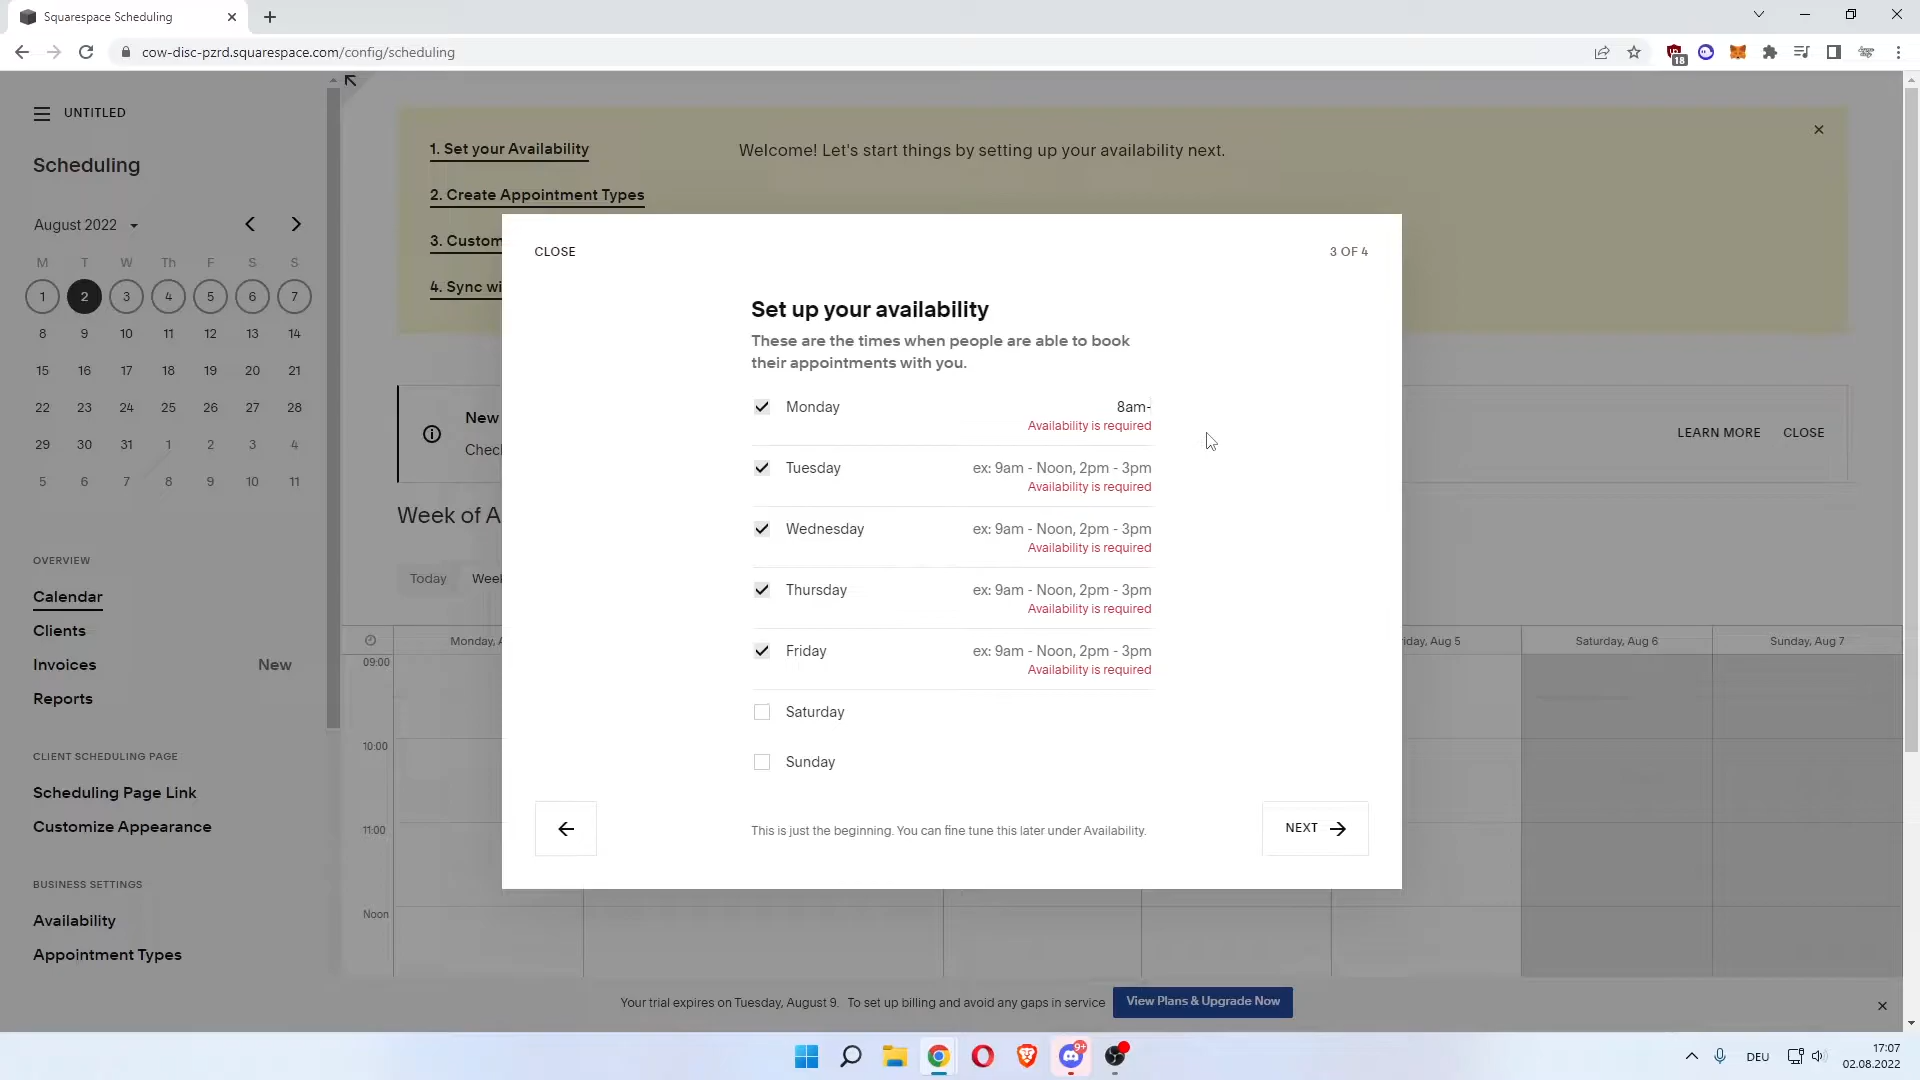 Squarespace Scheduling
cow-disc-pzrd.squarespace.com/config/scheduling
18
UNTITLED
Scheduling
August 2022
M T W Th F S S
1 2 3 4 5 6 7
8 9 10 11 12 13 14
15 16 17 18 19 20 21
22 23 24 25 26 27 28
29 30 31 1 2 3 4
5 6 7 8 9 10 11
OVERVIEW
Calendar
Clients
Invoices New
Reports
CLIENT SCHEDULING PAGE
Scheduling Page Link
Customize Appearance
BUSINESS SETTINGS
Availability
Appointment Types
1. Set your Availability
2. Create Appointment Types
3. Custom
4. Sync wi
Welcome! Let's start things by setting up your availability next.
New
Chec
LEARN MORE CLOSE
Week of A
Today Week
Monday, A
iday, Aug 5
Saturday, Aug 6
Sunday, Aug 7
09:00
10:00
11:00
Noon
CLOSE
3 OF 4
Set up your availability
These are the times when people are able to book
their appointments with you.
Monday 8am-
Availability is required
Tuesday ex: 9am - Noon, 2pm - 3pm
Availability is required
Wednesday ex: 9am - Noon, 2pm - 3pm
Availability is required
Thursday ex: 9am - Noon, 2pm - 3pm
Availability is required
Friday ex: 9am - Noon, 2pm - 3pm
Availability is required
Saturday
Sunday
This is just the beginning. You can fine tune this later under Availability.
NEXT
Your trial expires on Tuesday, August 9. To set up billing and avoid any gaps in service
View Plans & Upgrade Now
9+
DEU
17:07
02.08.2022